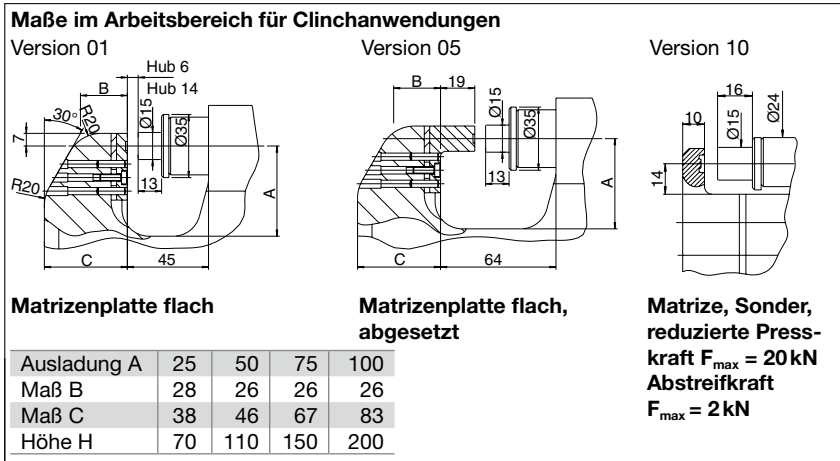 Maße im Arbeitsbereich für Clinchanwendungen
Version 01
Version 05
Version 10
Hub 6
Hub 14
B
30°
R20
Ø15
Ø35
7
R20
13
A
C
45
B
19
Ø15
Ø35
13
A
C
64
16
10
Ø15
Ø24
14
Matrizenplatte flach
Matrizenplatte flach,
abgesetzt
Matrize, Sonder,
reduzierte Press-
kraft Fmax = 20 kN
Abstreifkraft
Fmax = 2 kN
Ausladung A 25 50 75 100
Maß B 28 26 26 26
Maß C 38 46 67 83
Höhe H 70 110 150 200